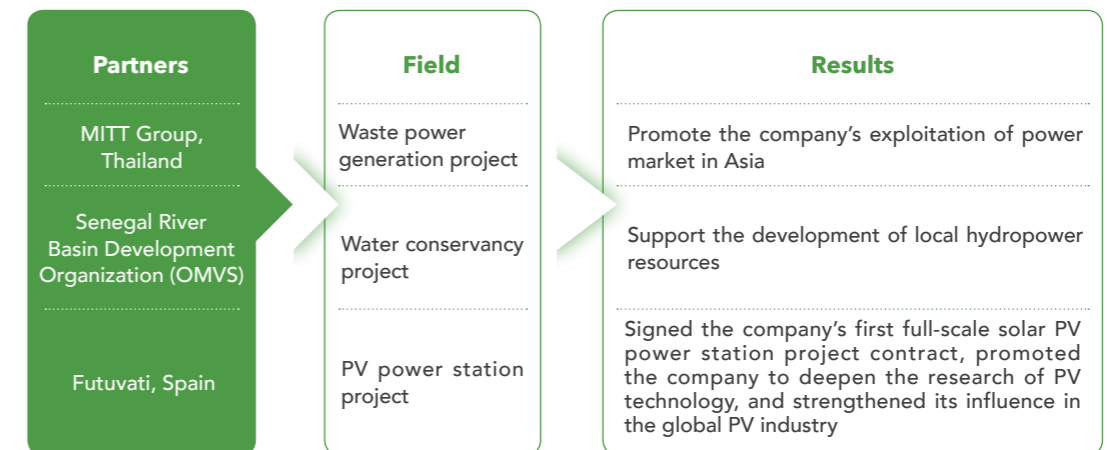 Partners
Field
Results
MITT Group,
Thailand
Waste power
generation project
Promote the company's exploitation of power
market in Asia
Senegal River
Basin Development
Organization (OMVS)
Water conservancy
project
Support the development of local hydropower
resources
Futuvati, Spain
PV power station
project
Signed the company's first full-scale solar PV
power station project contract, promoted
the company to deepen the research of PV
technology, and strengthened its influence in
the global PV industry